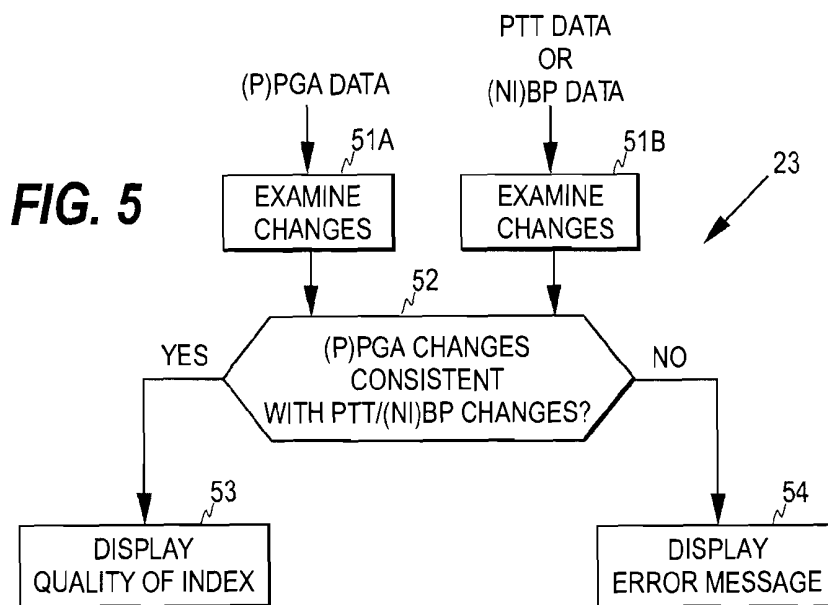 PTT DATA
OR
(NI)BP DATA
(P)PGA DATA
51A
51B
23
FIG. 5
EXAMINE
CHANGES
EXAMINE
CHANGES
52
YES
(P)PGA CHANGES
CONSISTENT
WITH PTT/(NI)BP CHANGES?
NO
53
54
DISPLAY
QUALITY OF INDEX
DISPLAY
ERROR MESSAGE